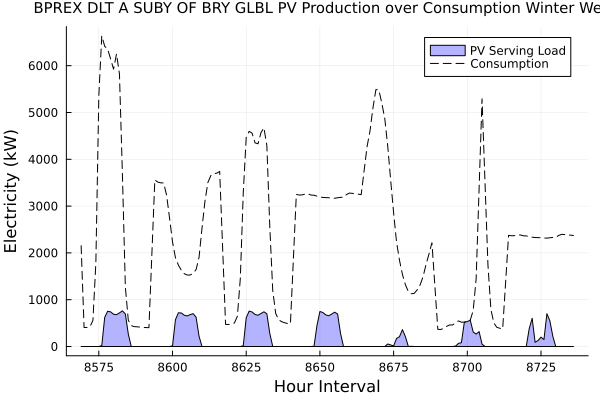 BPREX DLT A SUBY OF BRY GLBL PV Production over Consumption Winter We
PV Serving Load
Consumption
Electricity (kW)
6000
5000
4000
3000
2000
1000
0
8575
8600
8625
8650
8675
8700
8725
Hour Interval